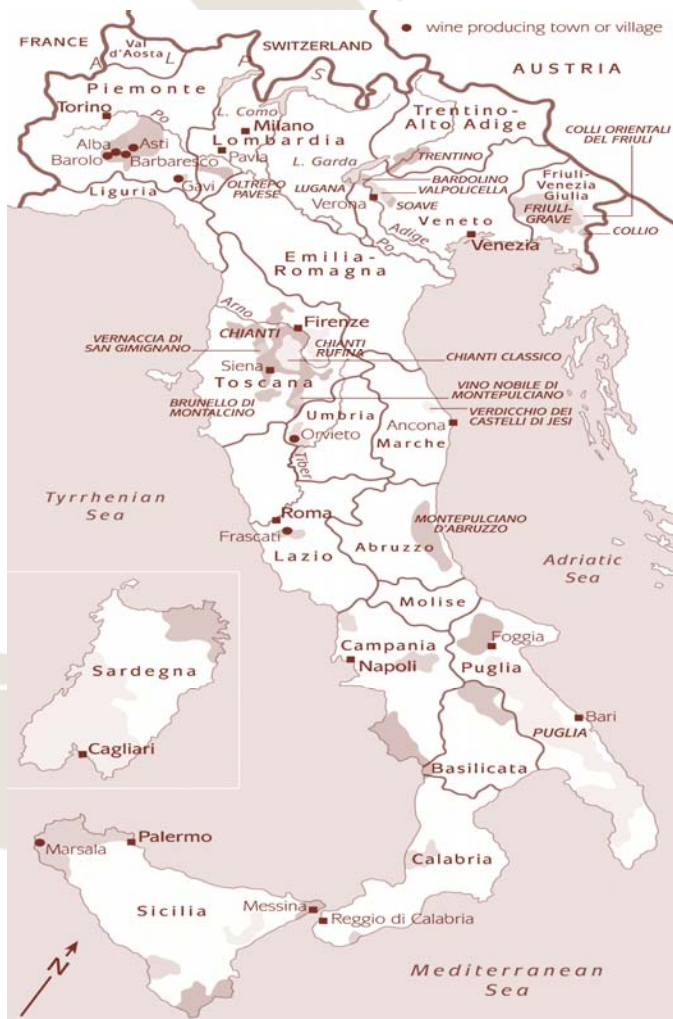 wine producing town or village
FRANCE
Val
d'Aosta
SWITZERLAND
AUSTRIA
A L P S
Piemonte
Torino
Po
L. Como
Milano
Lombardia
Trentino-
Alto Adige
COLLI ORIENTALI
DEL FRIULI
Alba
Asti
Barolo
Barbaresco
Pavia
L. Garda
TRENTINO
BARDOLINO
VALPOLICELLA
Friuli-
Venezia
Giulia
Gavi
OLTREPO
PAVESE
LUGANA
Verona
SOAVE
FRIULI-
GRAVE
Liguria
Veneto
COLLIO
Adige
Po
Venezia
Emilia-
Romagna
Arno
Firenze
CHIANTI
VERNACCIA DI
SAN GIMIGNANO
CHIANTI
RUFINA
CHIANTI CLASSICO
Siena
Toscana
VINO NOBILE DI
MONTEPULCIANO
BRUNELLO DI
MONTALCINO
Umbria
VERDICCHIO DEI
CASTELLI DI JESI
Ancona
Marche
Orvieto
Tiber
Tyrrhenian
Sea
Roma
Frascati
Lazio
MONTEPULCIANO
D'ABRUZZO
Abruzzo
Adriatic
Sea
Molise
Campania
Napoli
Foggia
Puglia
Sardegna
Bari
PUGLIA
Cagliari
Basilicata
Marsala
Palermo
Calabria
Sicilia
Messina
Reggio di Calabria
N
Mediterranean
Sea